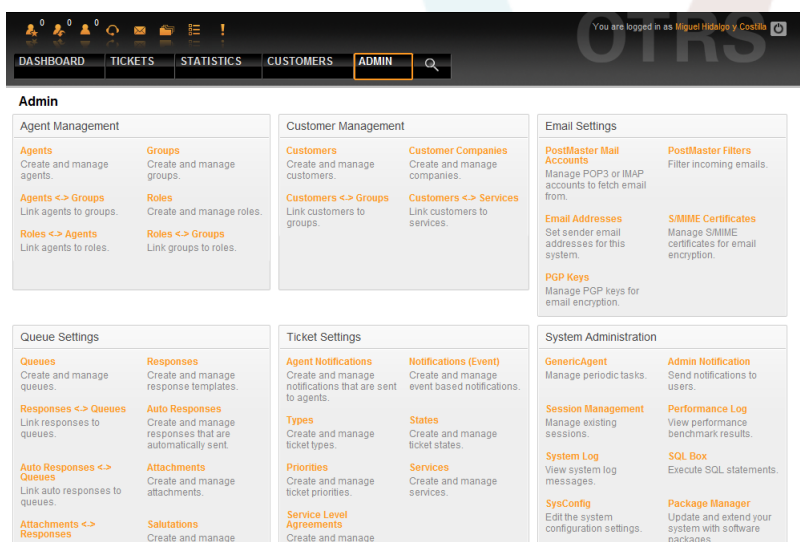 0 0 0
You are logged in as Miguel Hidalgo y Costilla
OTRS
DASHBOARD TICKETS STATISTICS CUSTOMERS ADMIN
Admin
Agent Management
Agents
Create and manage
agents.
Groups
Create and manage
groups.
Agents <-> Groups
Link agents to groups.
Roles
Create and manage roles.
Roles <-> Agents
Link agents to roles.
Roles <-> Groups
Link groups to roles.
Customer Management
Customers
Create and manage
customers.
Customer Companies
Create and manage
companies.
Customers <-> Groups
Link customers to
groups.
Customers <-> Services
Link customers to
services.
Email Settings
PostMaster Mail
Accounts
Manage POP3 or IMAP
accounts to fetch email
from.
PostMaster Filters
Filter incoming emails.
Email Addresses
Set sender email
addresses for this
system.
S/MIME Certificates
Manage S/MIME
certificates for email
encryption.
PGP Keys
Manage PGP keys for
email encryption.
Queue Settings
Queues
Create and manage
queues.
Responses
Create and manage
response templates.
Responses <-> Queues
Link responses to
queues.
Auto Responses
Create and manage
responses that are
automatically sent.
Auto Responses <->
Queues
Link auto responses to
queues.
Attachments
Create and manage
attachments.
Attachments <->
Responses
Salutations
Create and manage
Ticket Settings
Agent Notifications
Create and manage
notifications that are sent
to agents.
Notifications (Event)
Create and manage
event based notifications.
Types
Create and manage
ticket types.
States
Create and manage
ticket states.
Priorities
Create and manage
ticket priorities.
Services
Create and manage
services.
Service Level
Agreements
Create and manage
System Administration
GenericAgent
Manage periodic tasks.
Admin Notification
Send notifications to
users.
Session Management
Manage existing
sessions.
Performance Log
View performance
benchmark results.
System Log
View system log
messages.
SQL Box
Execute SQL statements.
SysConfig
Edit the system
configuration settings.
Package Manager
Update and extend your
system with software
packages.